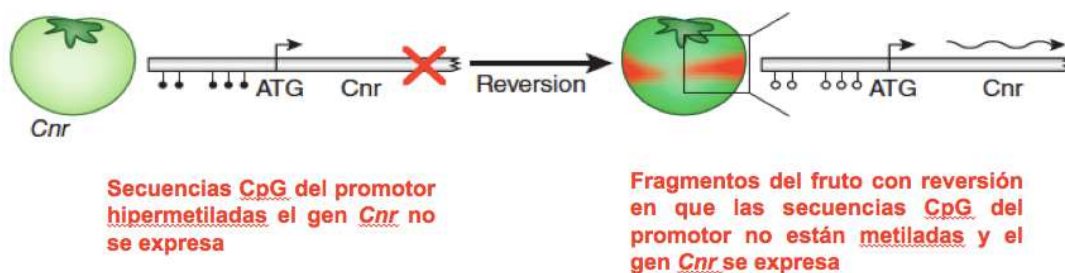 ATG
Cnr
Reversion
ATG
Cnr
Cnr
Secuencias CpG del promotor
hipermetiladas el gen Cnr no
se expresa
Fragmentos del fruto con reversión
en que las secuencias CpG del
promotor no están metiladas y el
gen Cnr se expresa